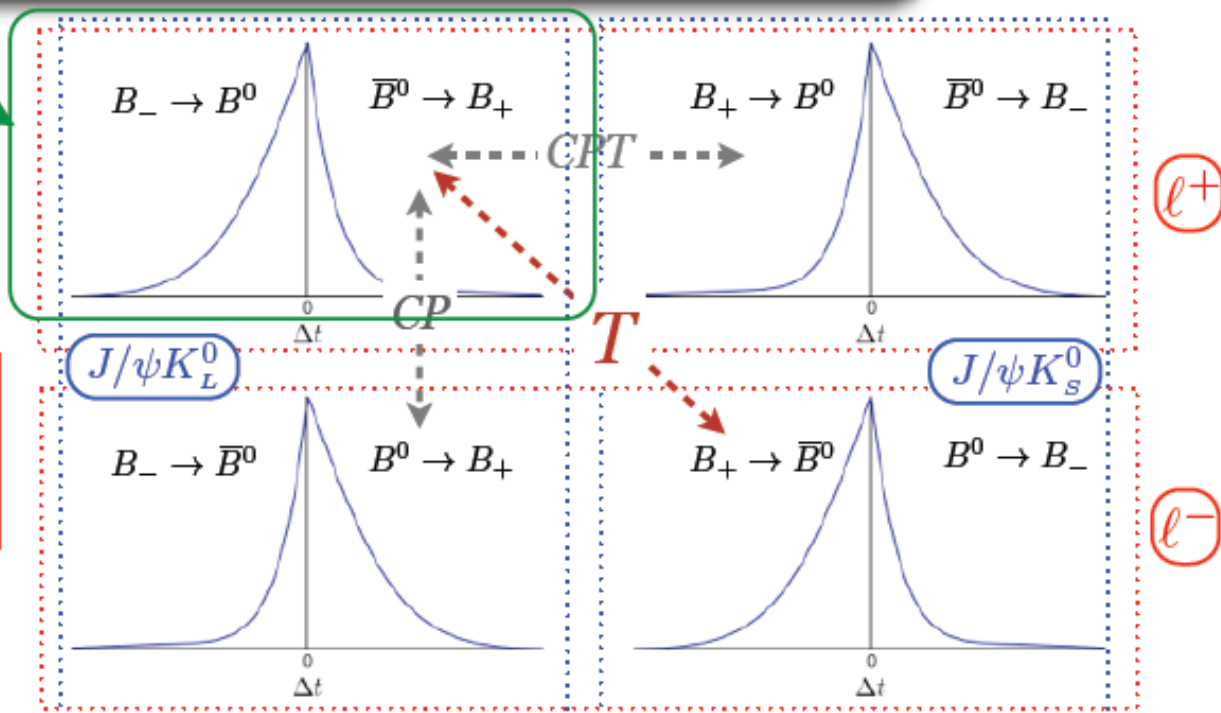 B₋ → B⁰
B̅⁰ → B₊
B₊ → B⁰
B̅⁰ → B₋
CPT
ℓ⁺
0
0
CP
Δt
T
Δt
J/ψK⁰_L
J/ψK⁰_S
B₋ → B̅⁰
B⁰ → B₊
B₊ → B̅⁰
B⁰ → B₋
ℓ⁻
0
0
Δt
Δt